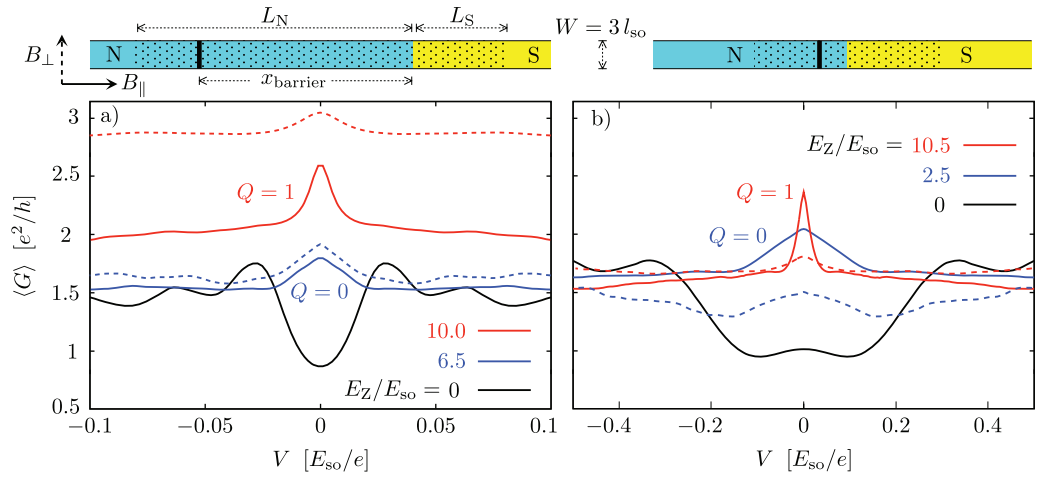 L_N L_S
N S
B_⊥
B_∥
x_barrier
W = 3 l_so
N S
a)
3
2.5
2
1.5
1
0.5
⟨G⟩ [e²/h]
Q = 1
Q = 0
10.0
6.5
E_Z/E_so = 0
−0.1 −0.05 0 0.05 0.1
V [E_so/e]
b)
E_Z/E_so = 10.5
2.5
0
Q = 1
Q = 0
−0.4 −0.2 0 0.2 0.4
V [E_so/e]